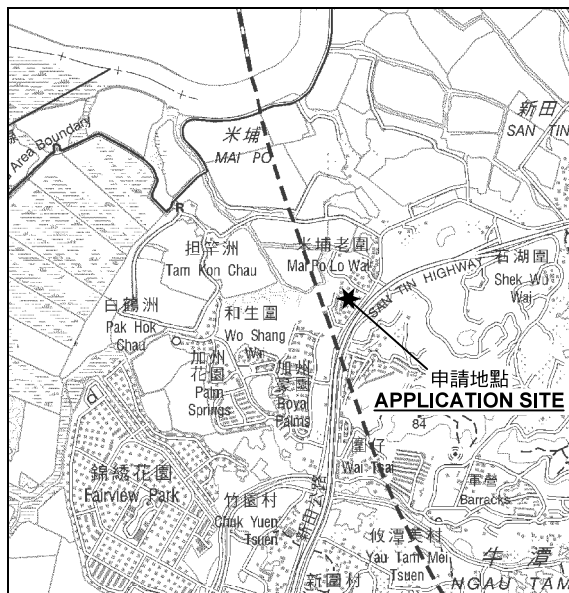 新田
SAN TIN
Area Boundary
米埔
MAI PO
R
R
担竿洲
Tam Kon Chau
米埔老圍
Mai Po Lo Wai
石湖圍
Shek Wu
Wai
SAN TIN HIGHWAY
白鶴洲
Pak Hok
Chau
和生圍
Wo Shang
Wai
加州
花園
Palm
Springs
加州
豪園
Royal
Palms
申請地點
APPLICATION SITE
84
圍仔
Wai Tsai
錦綉花園
Fairview Park
軍營
Barracks
竹園村
Chuk Yuen
Tsuen
新田公路
攸潭美村
Yau Tam Mei
Tsuen
牛潭
NGAU TAM
新圍村